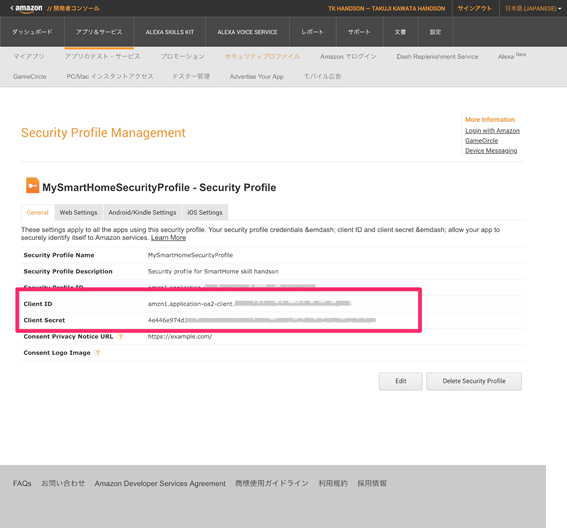 amazon // 開発者コンソール TK HANDSON — TAKUJI KAWATA HANDSON サインアウト 日本語 (JAPANESE)
ダッシュボード アプリ&サービス ALEXA SKILLS KIT ALEXA VOICE SERVICE レポート サポート 文書 設定
マイアプリ アプリのテスト・サービス プロモーション セキュリティプロファイル Amazon でログイン Dash Replenishment Service Alexa New
GameCircle PC/Mac インスタントアクセス テスター管理 Advertise Your App モバイル広告
Security Profile Management
More Information
Login with Amazon
GameCircle
Device Messaging
MySmartHomeSecurityProfile - Security Profile
General Web Settings Android/Kindle Settings iOS Settings
These settings apply to all the apps using this security profile. Your security profile credentials &emdash; client ID and client secret &emdash; allow your app to
securely identify itself to Amazon services. Learn More
Security Profile Name MySmartHomeSecurityProfile
Security Profile Description Security profile for SmartHome skill handson
Security Profile ID amzn1.application.
Client ID amzn1.application-oa2-client.
Client Secret 4e446e974d
Consent Privacy Notice URL ? https://example.com/
Consent Logo Image ?
Edit Delete Security Profile
FAQs お問い合わせ Amazon Developer Services Agreement 商標使用ガイドライン 利用規約 採用情報